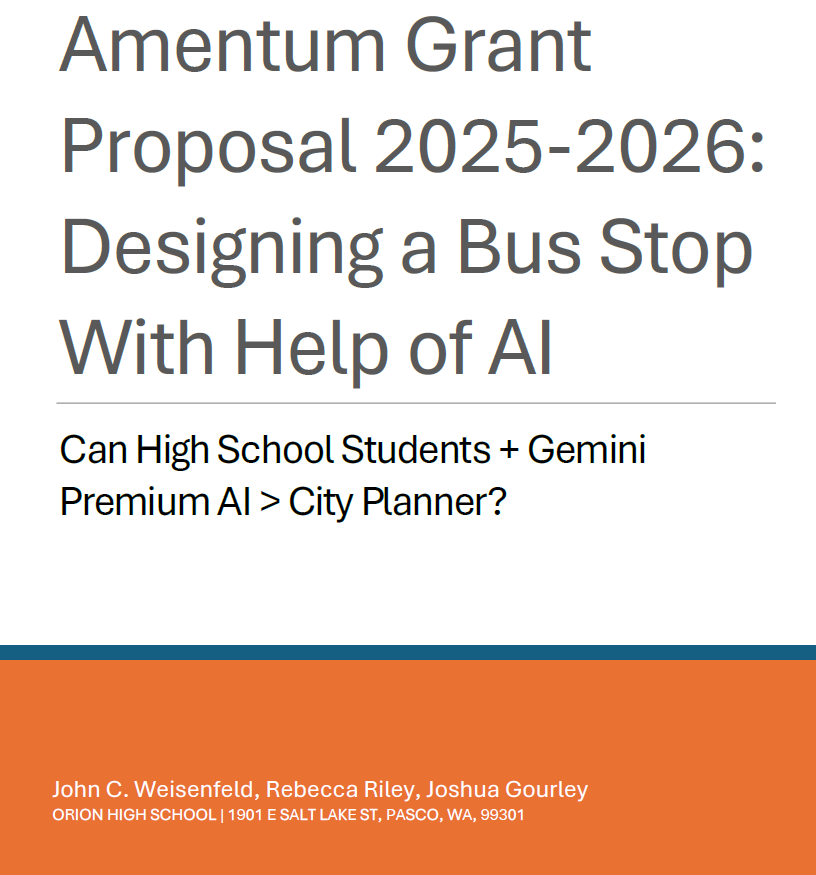 Amentum Grant
Proposal 2025-2026:
Designing a Bus Stop
With Help of AI
Can High School Students + Gemini
Premium AI > City Planner?
John C. Weisenfeld, Rebecca Riley, Joshua Gourley
ORION HIGH SCHOOL | 1901 E SALT LAKE ST, PASCO, WA, 99301